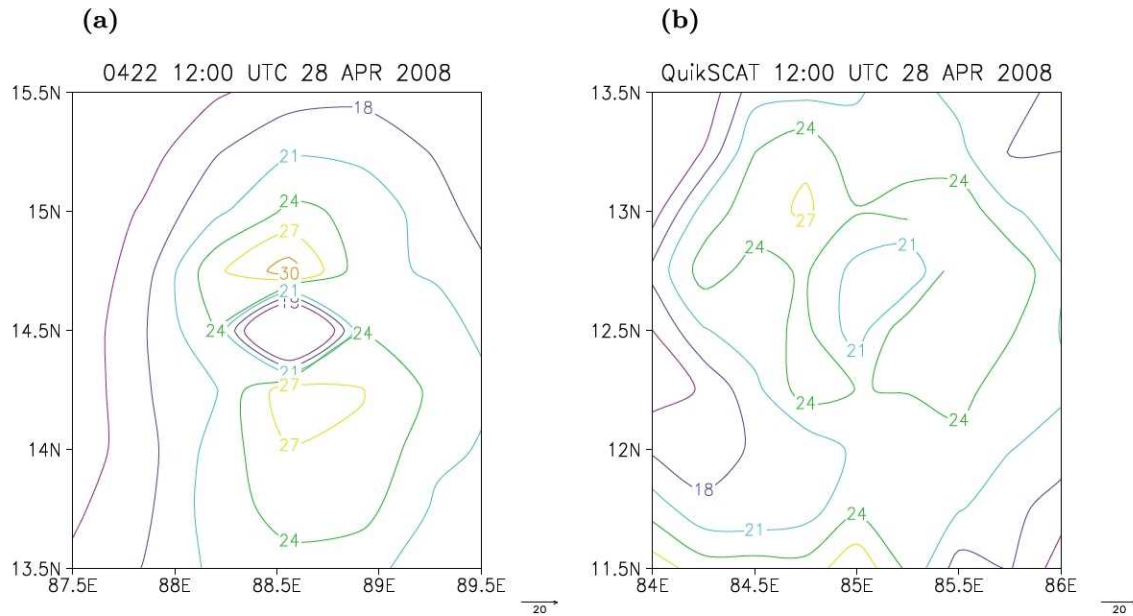 (a)
0422 12:00 UTC 28 APR 2008
15.5N
15N
14.5N
14N
13.5N
87.5E
88E
88.5E
89E
89.5E
18
21
24
27
30
21
18
24
24
21
27
27
24
20
(b)
QuikSCAT 12:00 UTC 28 APR 2008
13.5N
13N
12.5N
12N
11.5N
84E
84.5E
85E
85.5E
86E
24
24
27
24
21
21
24
24
18
21
24
20